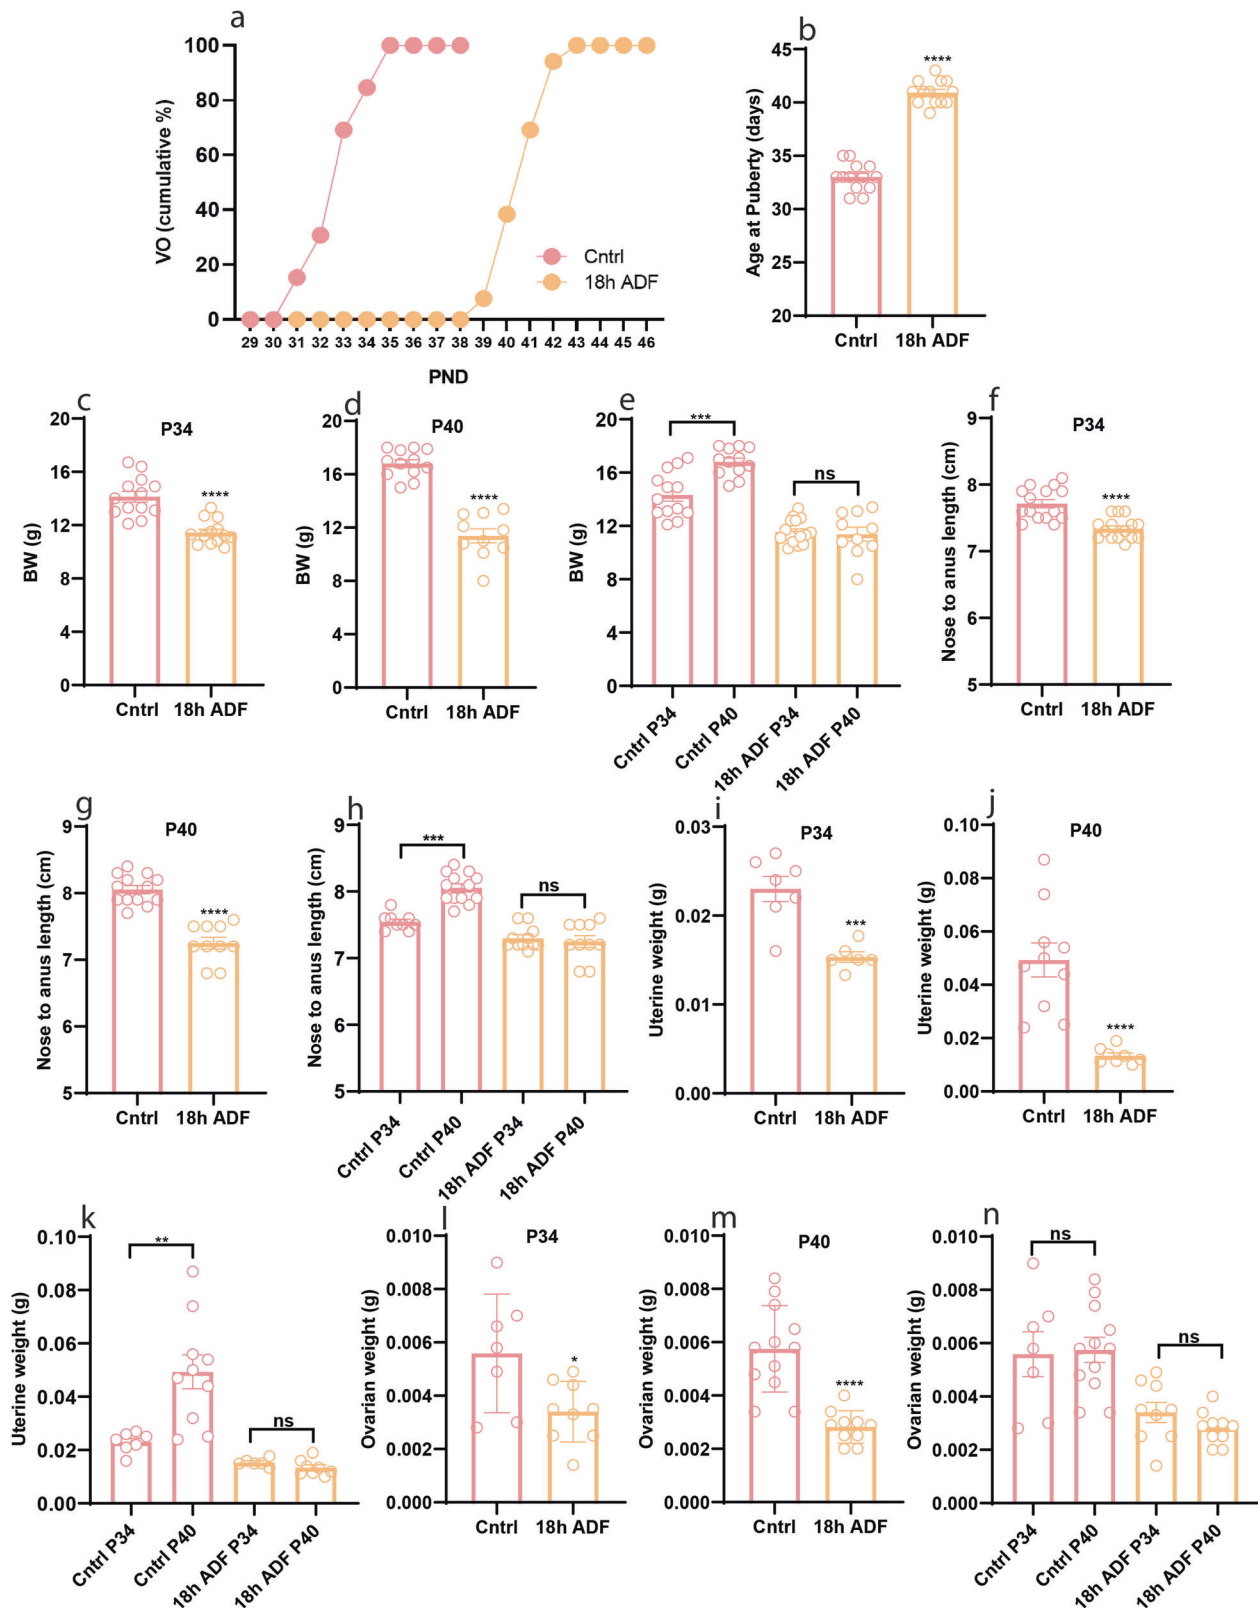 a
100
80
60
40
20
0
VO (cumulative %)
Cntrl
18h ADF
29 30 31 32 33 34 35 36 37 38 39 40 41 42 43 44 45 46
PND
b
45
40
35
30
25
20
Age at Puberty (days)
****
Cntrl 18h ADF
c
P34
20
16
12
8
4
0
BW (g)
****
Cntrl 18h ADF
d
P40
20
16
12
8
4
0
BW (g)
****
Cntrl 18h ADF
e
20
16
12
8
4
0
BW (g)
***
ns
Cntrl P34
Cntrl P40
18h ADF P34
18h ADF P40
f
P34
9
8
7
6
5
Nose to anus length (cm)
****
Cntrl 18h ADF
g
P40
9
8
7
6
5
Nose to anus length (cm)
****
Cntrl 18h ADF
h
9
8
7
6
5
Nose to anus length (cm)
***
ns
Cntrl P34
Cntrl P40
18h ADF P34
18h ADF P40
i
P34
0.03
0.02
0.01
0.00
Uterine weight (g)
***
Cntrl 18h ADF
j
P40
0.10
0.08
0.06
0.04
0.02
0.00
Uterine weight (g)
****
Cntrl 18h ADF
k
0.10
0.08
0.06
0.04
0.02
0.00
Uterine weight (g)
**
ns
Cntrl P34
Cntrl P40
18h ADF P34
18h ADF P40
l
P34
0.010
0.008
0.006
0.004
0.002
0.000
Ovarian weight (g)
*
Cntrl 18h ADF
m
P40
0.010
0.008
0.006
0.004
0.002
0.000
Ovarian weight (g)
****
Cntrl 18h ADF
n
0.010
0.008
0.006
0.004
0.002
0.000
Ovarian weight (g)
ns
ns
Cntrl P34
Cntrl P40
18h ADF P34
18h ADF P40